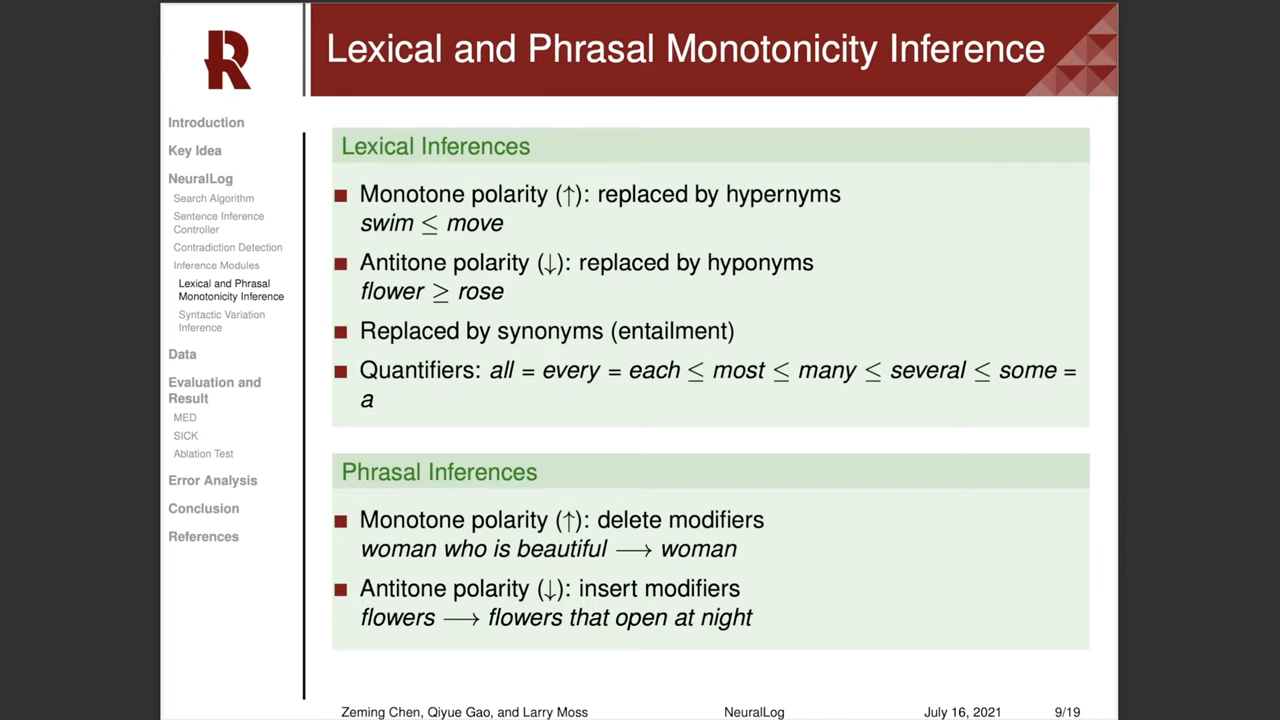 R
Lexical and Phrasal Monotonicity Inference
Introduction
Key Idea
NeuralLog
Search Algorithm
Sentence Inference
Controller
Contradiction Detection
Inference Modules
Lexical and Phrasal
Monotonicity Inference
Syntactic Variation
Inference
Data
Evaluation and
Result
MED
SICK
Ablation Test
Error Analysis
Conclusion
References
Lexical Inferences
Monotone polarity (↑): replaced by hypernyms
swim ≤ move
Antitone polarity (↓): replaced by hyponyms
flower ≥ rose
Replaced by synonyms (entailment)
Quantifiers: all = every = each ≤ most ≤ many ≤ several ≤ some =
a
Phrasal Inferences
Monotone polarity (↑): delete modifiers
woman who is beautiful ⟶ woman
Antitone polarity (↓): insert modifiers
flowers ⟶ flowers that open at night
Zeming Chen, Qiyue Gao, and Larry Moss NeuralLog July 16, 2021 9/19